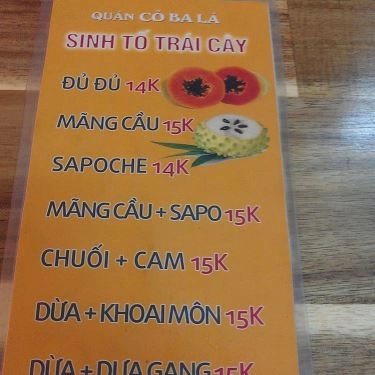 QUÁN CÔ BA LÁ
SINH TỐ TRÁI CÂY
ĐỦ ĐỦ 14K
MÃNG CẦU 15K
SAPOCHE 14K
MÃNG CẦU + SAPO 15K
CHUỐI + CAM 15K
DỪA + KHOAI MÔN 15K
DỪA + DƯA GANG 15K